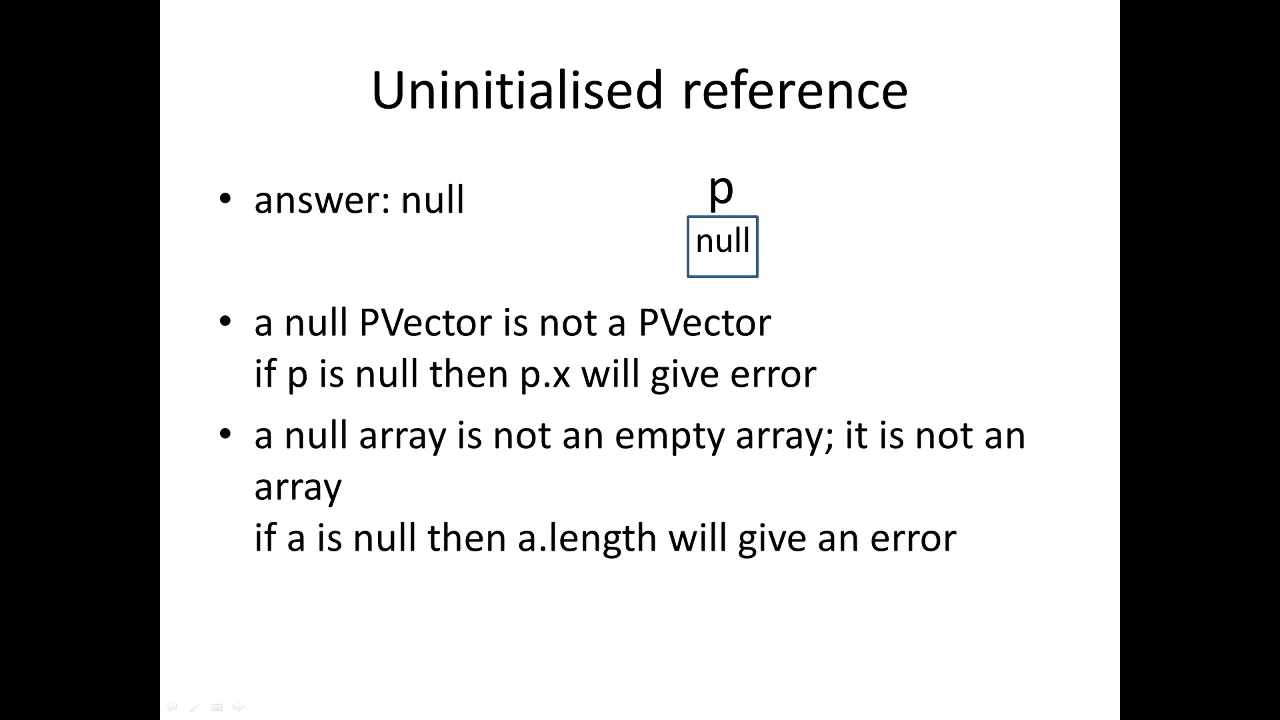 Uninitialised reference
• answer: null
p
null
• a null PVector is not a PVector
if p is null then p.x will give error
• a null array is not an empty array; it is not an
array
if a is null then a.length will give an error